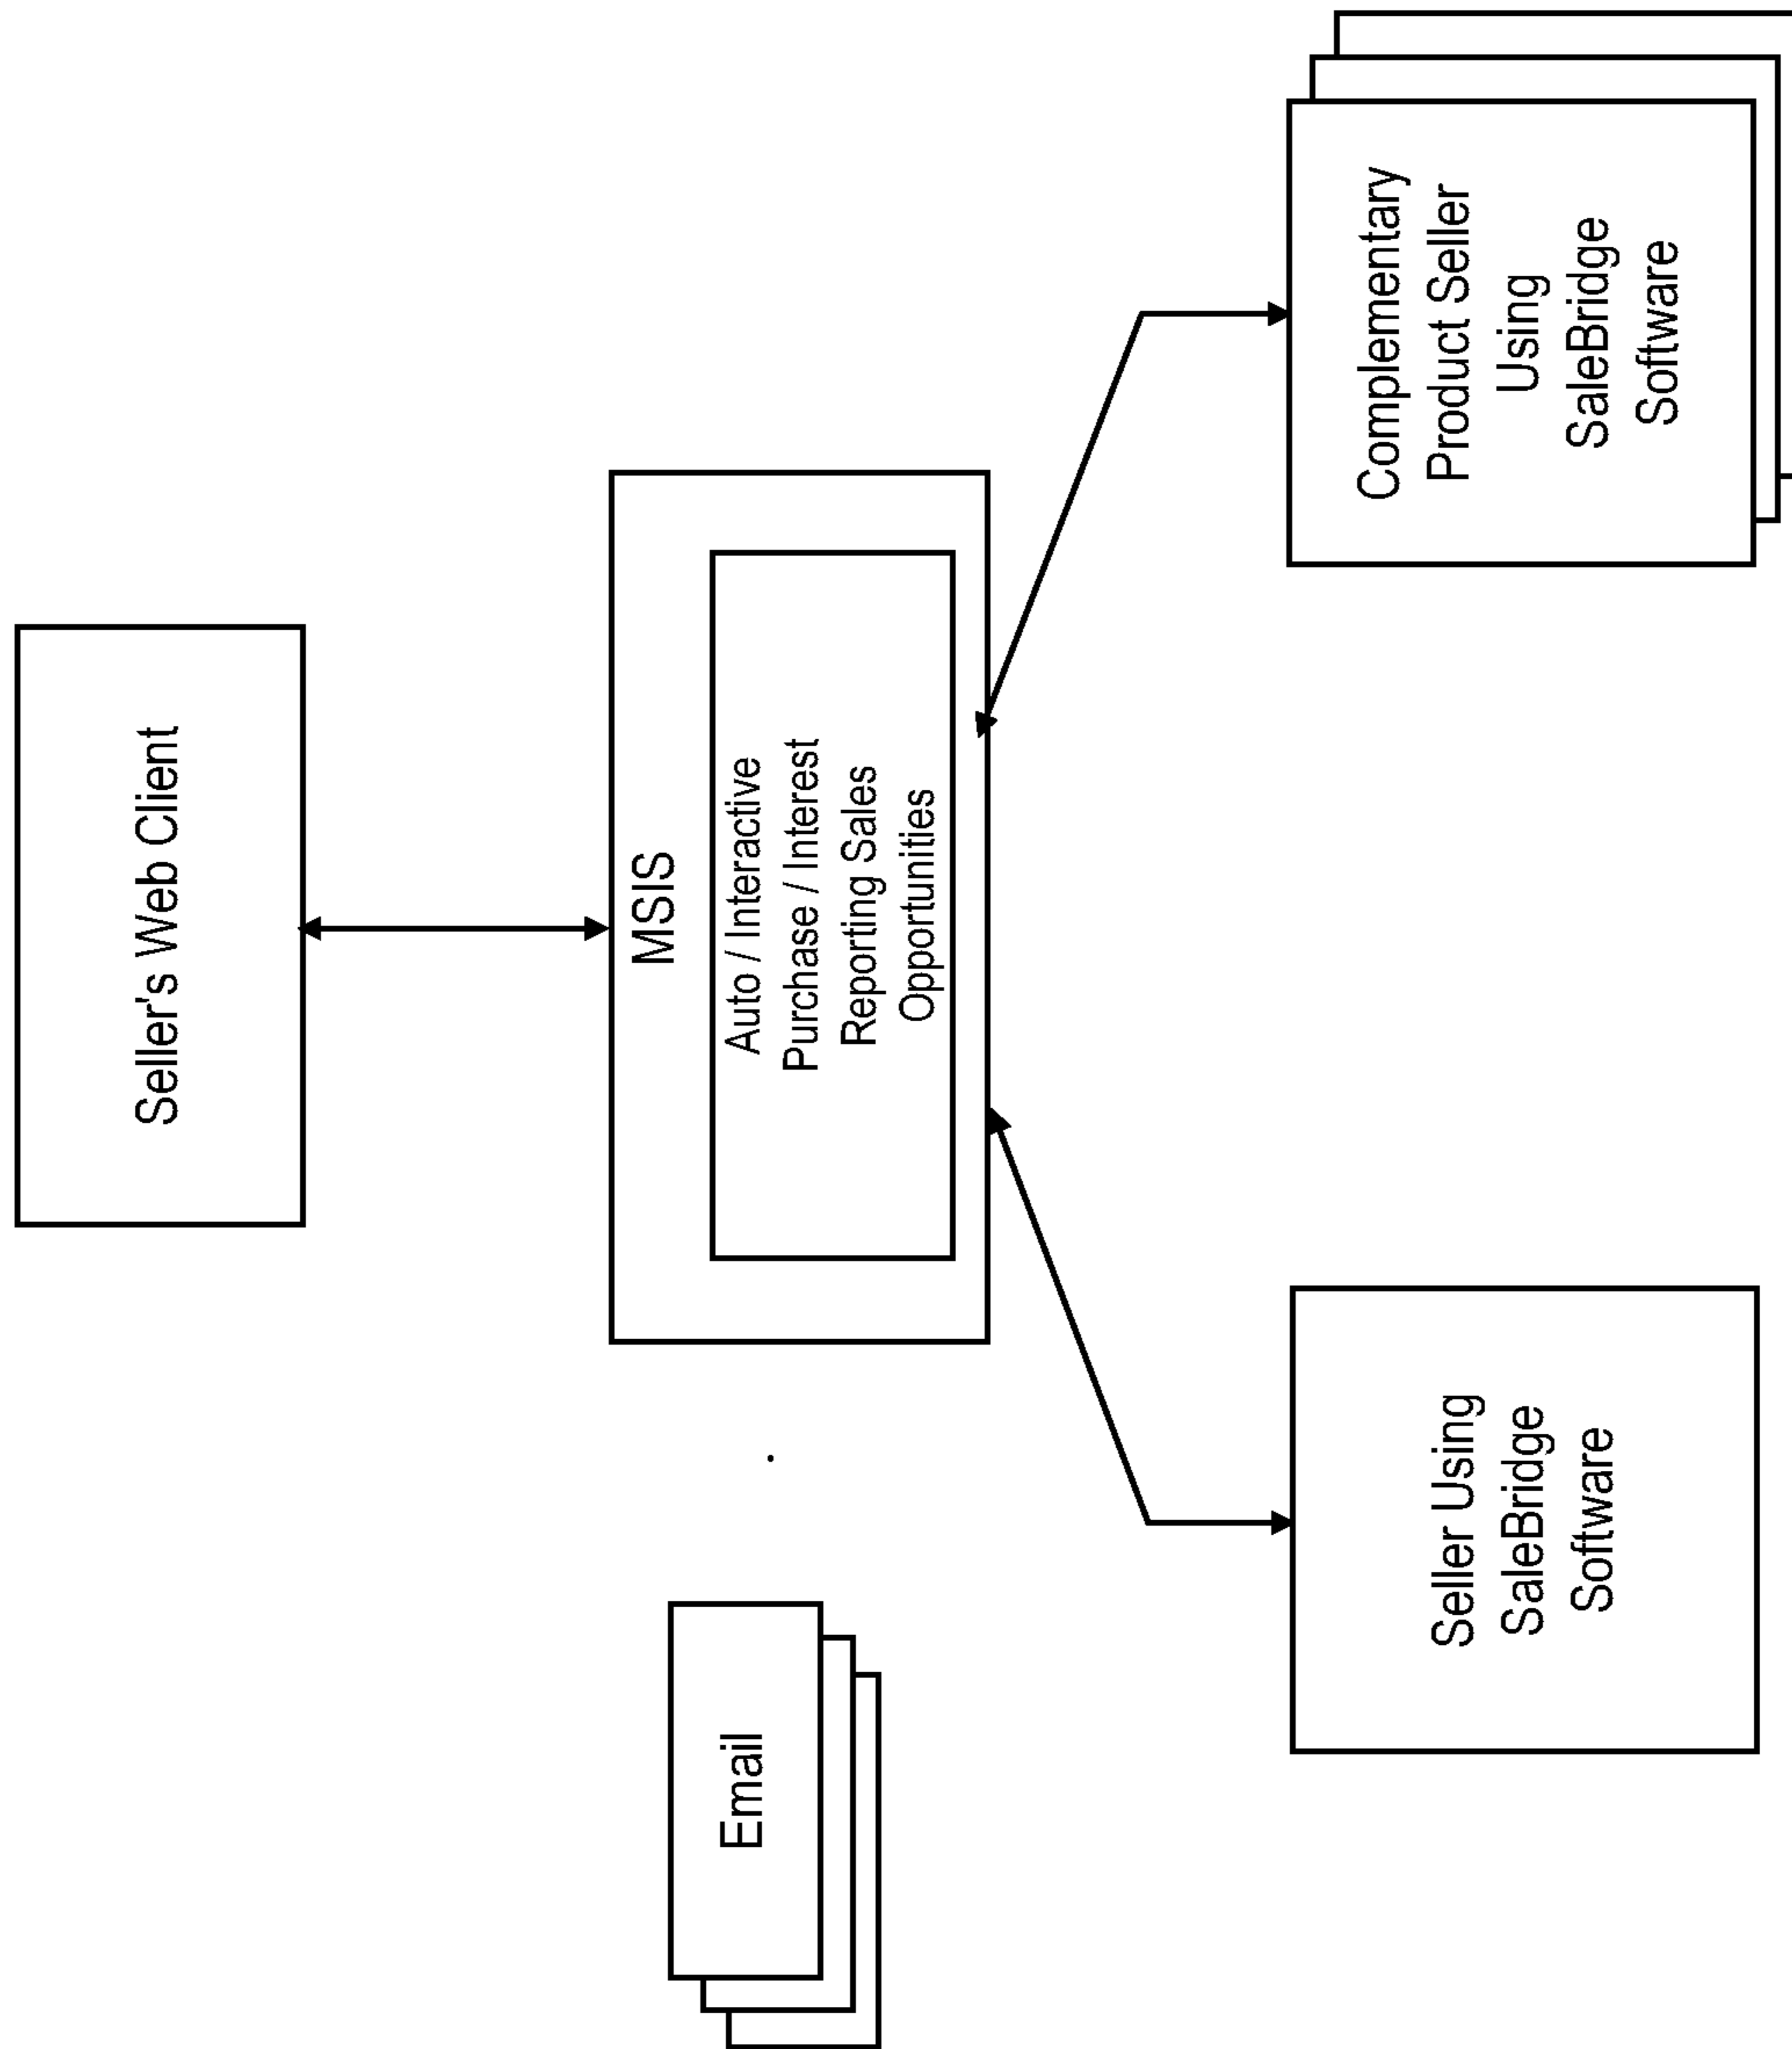 Seller's Web Client
MSIS
Auto / Interactive
Purchase / Interest
Reporting Sales
Opportunities
Email
Seller Using
SaleBridge
Software
Complementary
Product Seller
Using
SaleBridge
Software